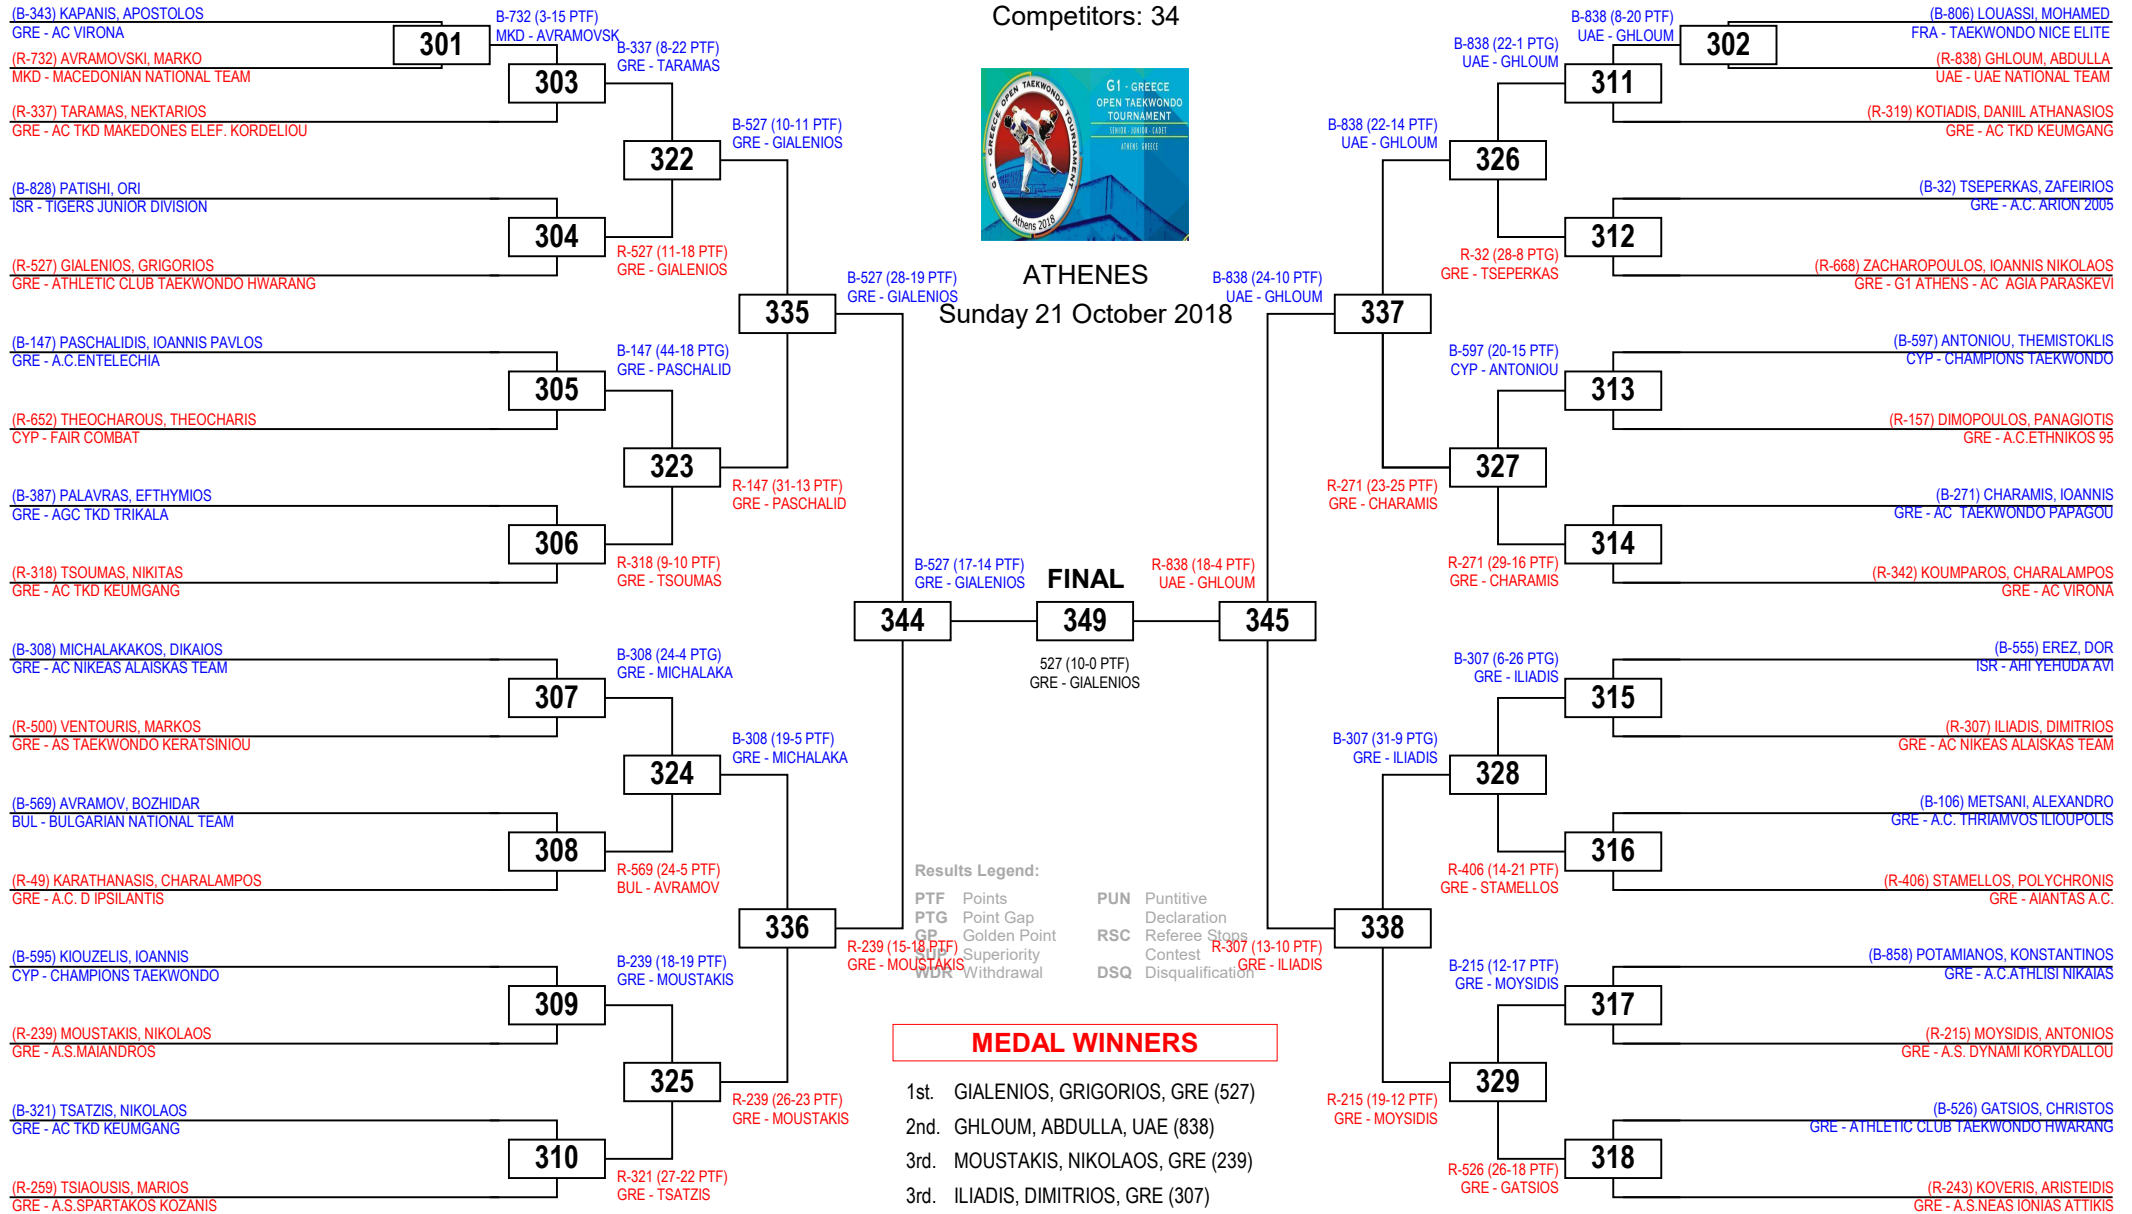 Competitors: 34
G1 - GREECE
OPEN TAEKWONDO
TOURNAMENT
SENIOR - JUNIOR - CADET
ATHENS GREECE
G1 - GREECE OPEN TAEKWONDO TOURNAMENT
Athens 2018
ATHENES
Sunday 21 October 2018
(B-343) KAPANIS, APOSTOLOS
GRE - AC VIRONA
(R-732) AVRAMOVSKI, MARKO
MKD - MACEDONIAN NATIONAL TEAM
(R-337) TARAMAS, NEKTARIOS
GRE - AC TKD MAKEDONES ELEF. KORDELIOU
(B-828) PATISHI, ORI
ISR - TIGERS JUNIOR DIVISION
(R-527) GIALENIOS, GRIGORIOS
GRE - ATHLETIC CLUB TAEKWONDO HWARANG
(B-147) PASCHALIDIS, IOANNIS PAVLOS
GRE - A.C.ENTELECHIA
(R-652) THEOCHAROUS, THEOCHARIS
CYP - FAIR COMBAT
(B-387) PALAVRAS, EFTHYMIOS
GRE - AGC TKD TRIKALA
(R-318) TSOUMAS, NIKITAS
GRE - AC TKD KEUMGANG
(B-308) MICHALAKAKOS, DIKAIOS
GRE - AC NIKEAS ALAISKAS TEAM
(R-500) VENTOURIS, MARKOS
GRE - AS TAEKWONDO KERATSINIOU
(B-569) AVRAMOV, BOZHIDAR
BUL - BULGARIAN NATIONAL TEAM
(R-49) KARATHANASIS, CHARALAMPOS
GRE - A.C. D IPSILANTIS
(B-595) KIOUZELIS, IOANNIS
CYP - CHAMPIONS TAEKWONDO
(R-239) MOUSTAKIS, NIKOLAOS
GRE - A.S.MAIANDROS
(B-321) TSATZIS, NIKOLAOS
GRE - AC TKD KEUMGANG
(R-259) TSIAOUSIS, MARIOS
GRE - A.S.SPARTAKOS KOZANIS
301
B-732 (3-15 PTF)
MKD - AVRAMOVSK
303
B-337 (8-22 PTF)
GRE - TARAMAS
304
R-527 (11-18 PTF)
GRE - GIALENIOS
305
B-147 (44-18 PTG)
GRE - PASCHALID
306
R-318 (9-10 PTF)
GRE - TSOUMAS
307
B-308 (24-4 PTG)
GRE - MICHALAKA
308
R-569 (24-5 PTF)
BUL - AVRAMOV
309
B-239 (18-19 PTF)
GRE - MOUSTAKIS
310
R-321 (27-22 PTF)
GRE - TSATZIS
322
B-527 (10-11 PTF)
GRE - GIALENIOS
323
R-147 (31-13 PTF)
GRE - PASCHALID
324
B-308 (19-5 PTF)
GRE - MICHALAKA
325
R-239 (26-23 PTF)
GRE - MOUSTAKIS
335
B-527 (28-19 PTF)
GRE - GIALENIOS
336
R-239 (15-18 PTF)
GRE - MOUSTAKIS
344
B-527 (17-14 PTF)
GRE - GIALENIOS
FINAL
349
527 (10-0 PTF)
GRE - GIALENIOS
R-838 (18-4 PTF)
UAE - GHLOUM
345
B-838 (24-10 PTF)
UAE - GHLOUM
337
R-307 (13-10 PTF)
GRE - ILIADIS
338
B-838 (22-14 PTF)
UAE - GHLOUM
326
R-271 (23-25 PTF)
GRE - CHARAMIS
327
B-307 (31-9 PTG)
GRE - ILIADIS
328
R-215 (19-12 PTF)
GRE - MOYSIDIS
329
B-838 (22-1 PTG)
UAE - GHLOUM
311
R-32 (28-8 PTG)
GRE - TSEPERKAS
312
B-597 (20-15 PTF)
CYP - ANTONIOU
313
R-271 (29-16 PTF)
GRE - CHARAMIS
314
B-307 (6-26 PTG)
GRE - ILIADIS
315
R-406 (14-21 PTF)
GRE - STAMELLOS
316
B-215 (12-17 PTF)
GRE - MOYSIDIS
317
R-526 (26-18 PTF)
GRE - GATSIOS
318
B-838 (8-20 PTF)
UAE - GHLOUM
302
(B-806) LOUASSI, MOHAMED
FRA - TAEKWONDO NICE ELITE
(R-838) GHLOUM, ABDULLA
UAE - UAE NATIONAL TEAM
(R-319) KOTIADIS, DANIIL ATHANASIOS
GRE - AC TKD KEUMGANG
(B-32) TSEPERKAS, ZAFEIRIOS
GRE - A.C. ARION 2005
(R-668) ZACHAROPOULOS, IOANNIS NIKOLAOS
GRE - G1 ATHENS - AC AGIA PARASKEVI
(B-597) ANTONIOU, THEMISTOKLIS
CYP - CHAMPIONS TAEKWONDO
(R-157) DIMOPOULOS, PANAGIOTIS
GRE - A.C.ETHNIKOS 95
(B-271) CHARAMIS, IOANNIS
GRE - AC TAEKWONDO PAPAGOU
(R-342) KOUMPAROS, CHARALAMPOS
GRE - AC VIRONA
(B-555) EREZ, DOR
ISR - AHI YEHUDA AVI
(R-307) ILIADIS, DIMITRIOS
GRE - AC NIKEAS ALAISKAS TEAM
(B-106) METSANI, ALEXANDRO
GRE - A.C. THRIAMVOS ILIOUPOLIS
(R-406) STAMELLOS, POLYCHRONIS
GRE - AIANTAS A.C.
(B-858) POTAMIANOS, KONSTANTINOS
GRE - A.C.ATHLISI NIKAIAS
(R-215) MOYSIDIS, ANTONIOS
GRE - A.S. DYNAMI KORYDALLOU
(B-526) GATSIOS, CHRISTOS
GRE - ATHLETIC CLUB TAEKWONDO HWARANG
(R-243) KOVERIS, ARISTEIDIS
GRE - A.S.NEAS IONIAS ATTIKIS
Results Legend:
PTF Points
PTG Point Gap
GP Golden Point
SUP Superiority
WDR Withdrawal
PUN Puntitive
Declaration
RSC Referee Stops
Contest
DSQ Disqualification
MEDAL WINNERS
1st. GIALENIOS, GRIGORIOS, GRE (527)
2nd. GHLOUM, ABDULLA, UAE (838)
3rd. MOUSTAKIS, NIKOLAOS, GRE (239)
3rd. ILIADIS, DIMITRIOS, GRE (307)